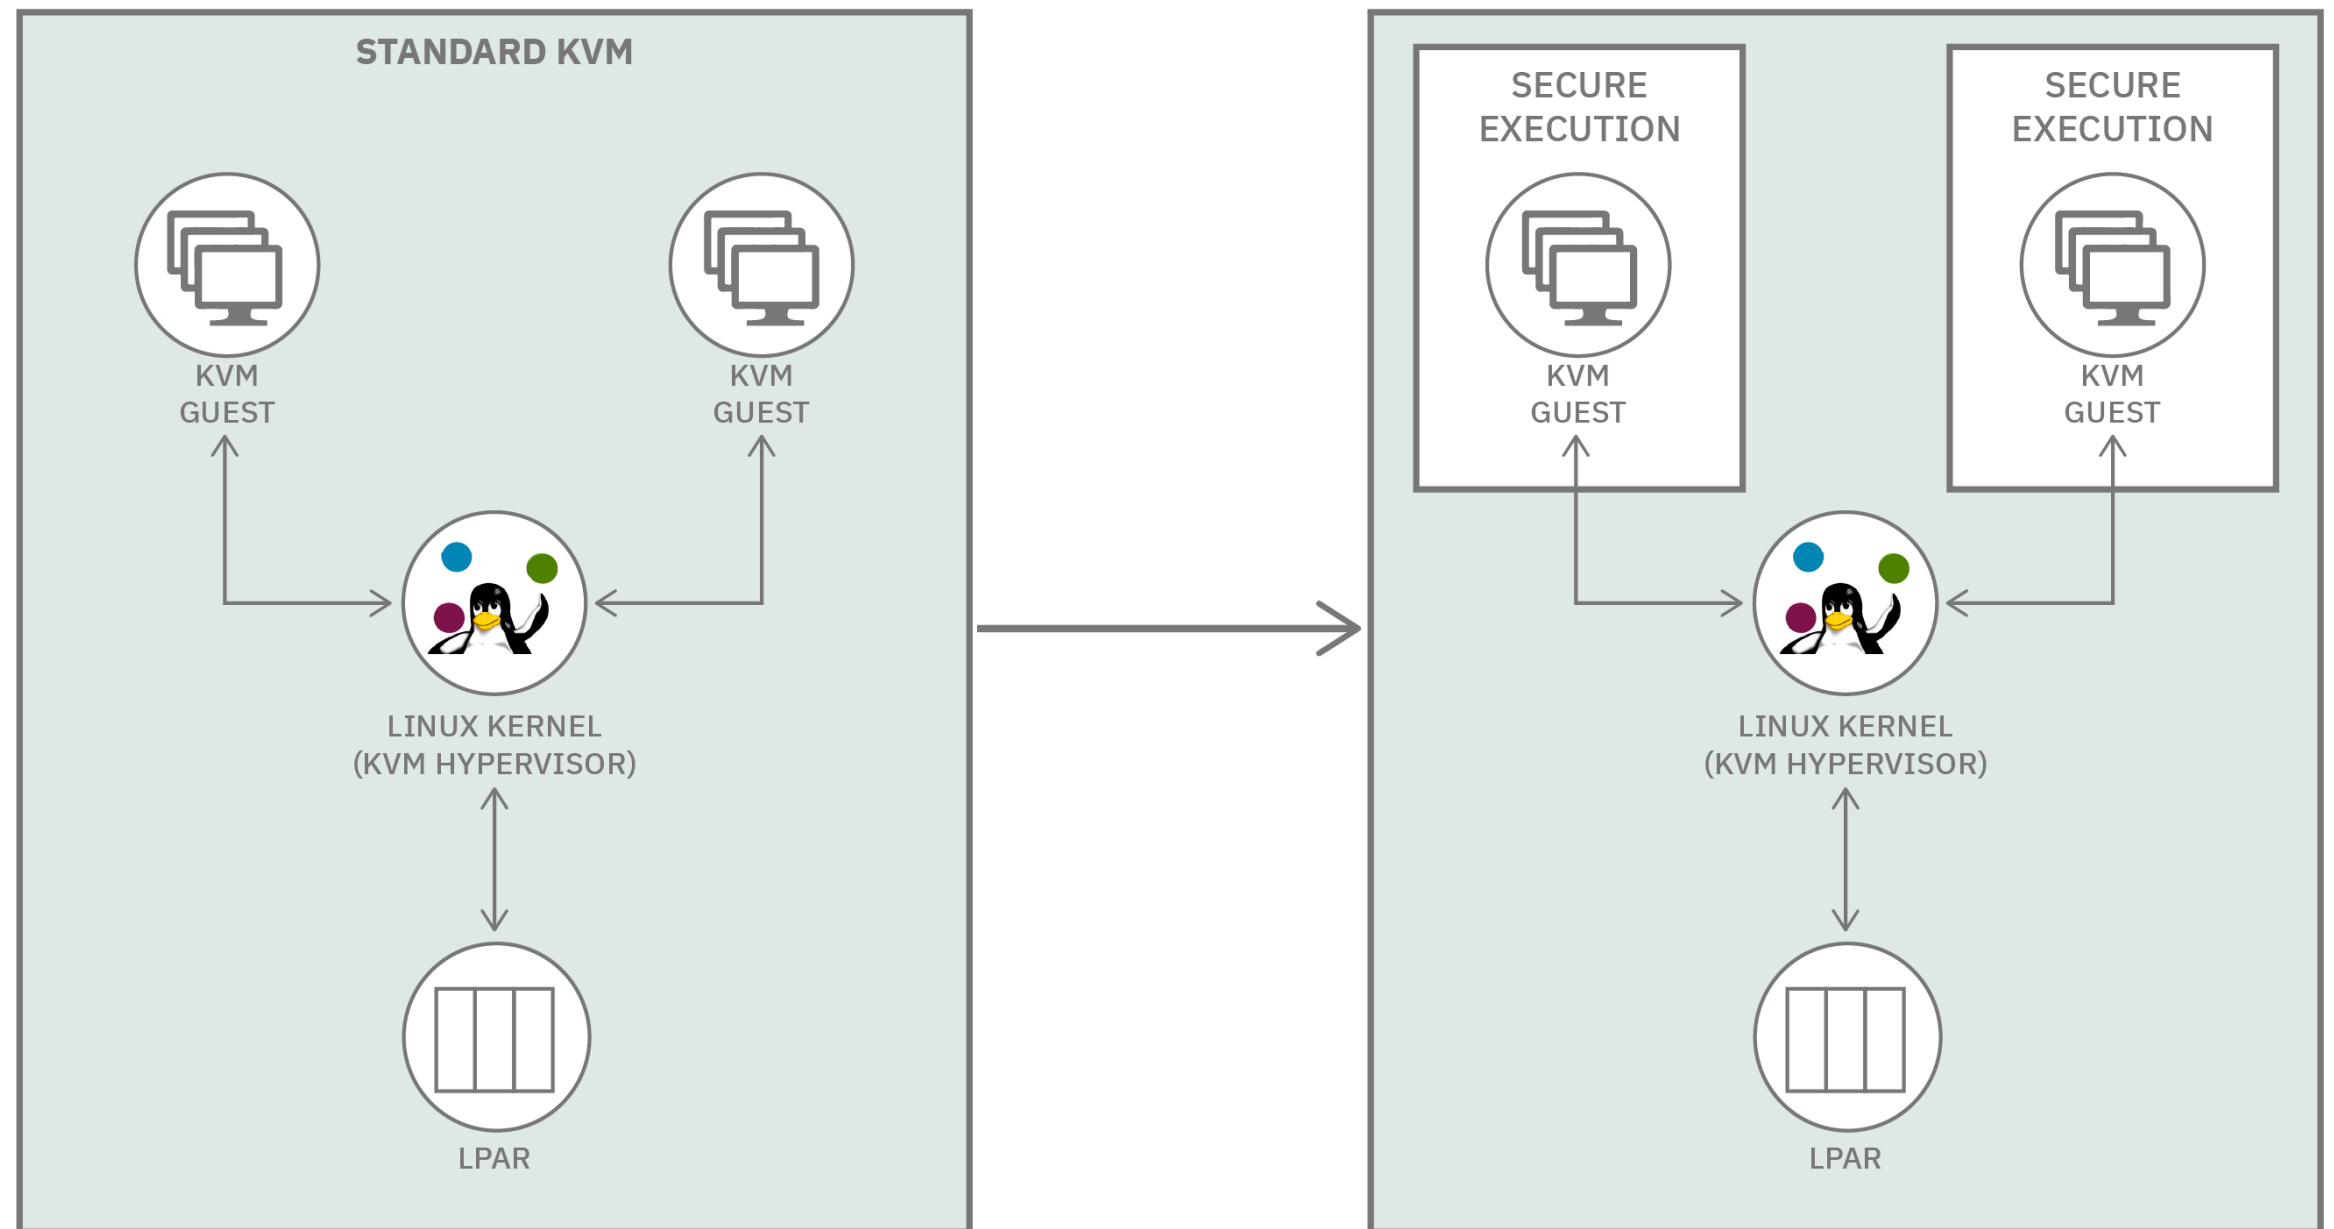 STANDARD KVM
KVM
GUEST
KVM
GUEST
LINUX KERNEL
(KVM HYPERVISOR)
LPAR
SECURE
EXECUTION
KVM
GUEST
SECURE
EXECUTION
KVM
GUEST
LINUX KERNEL
(KVM HYPERVISOR)
LPAR